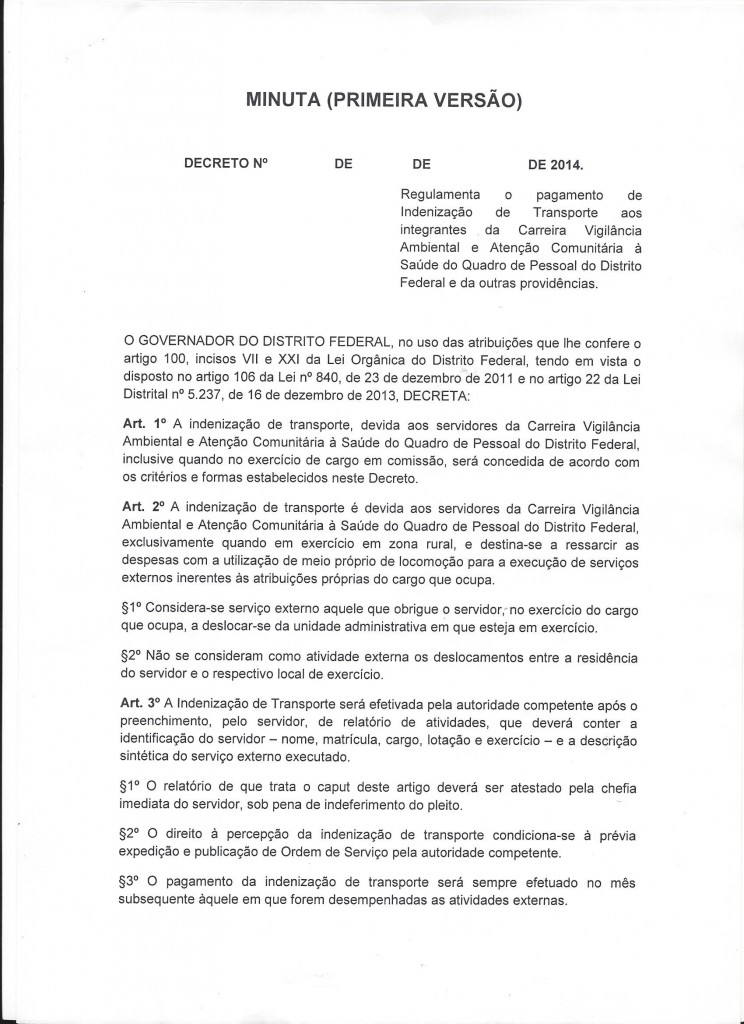 MINUTA (PRIMEIRA VERSÃO)
DECRETO Nº DE DE DE 2014.
Regulamenta o pagamento de
Indenização de Transporte aos
integrantes da Carreira Vigilância
Ambiental e Atenção Comunitária à
Saúde do Quadro de Pessoal do Distrito
Federal e da outras providências.
O GOVERNADOR DO DISTRITO FEDERAL, no uso das atribuições que lhe confere o
artigo 100, incisos VII e XXI da Lei Orgânica do Distrito Federal, tendo em vista o
disposto no artigo 106 da Lei nº 840, de 23 de dezembro de 2011 e no artigo 22 da Lei
Distrital nº 5.237, de 16 de dezembro de 2013, DECRETA:
Art. 1º A indenização de transporte, devida aos servidores da Carreira Vigilância
Ambiental e Atenção Comunitária à Saúde do Quadro de Pessoal do Distrito Federal,
inclusive quando no exercício de cargo em comissão, será concedida de acordo com
os critérios e formas estabelecidos neste Decreto.
Art. 2º A indenização de transporte é devida aos servidores da Carreira Vigilância
Ambiental e Atenção Comunitária à Saúde do Quadro de Pessoal do Distrito Federal,
exclusivamente quando em exercício em zona rural, e destina-se a ressarcir as
despesas com a utilização de meio próprio de locomoção para a execução de serviços
externos inerentes às atribuições próprias do cargo que ocupa.
§1º Considera-se serviço externo aquele que obrigue o servidor, no exercício do cargo
que ocupa, a deslocar-se da unidade administrativa em que esteja em exercício.
§2º Não se consideram como atividade externa os deslocamentos entre a residência
do servidor e o respectivo local de exercício.
Art. 3º A Indenização de Transporte será efetivada pela autoridade competente após o
preenchimento, pelo servidor, de relatório de atividades, que deverá conter a
identificação do servidor – nome, matrícula, cargo, lotação e exercício – e a descrição
sintética do serviço externo executado.
§1º O relatório de que trata o caput deste artigo deverá ser atestado pela chefia
imediata do servidor, sob pena de indeferimento do pleito.
§2º O direito à percepção da indenização de transporte condiciona-se à prévia
expedição e publicação de Ordem de Serviço pela autoridade competente.
§3º O pagamento da indenização de transporte será sempre efetuado no mês
subsequente àquele em que forem desempenhadas as atividades externas.